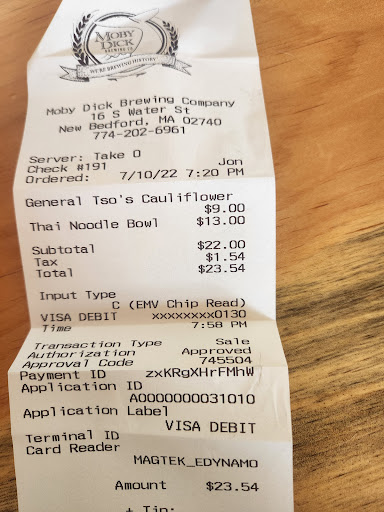 MOBY
DICK
BREWING CO.
WE'RE BREWING HISTORY
Moby Dick Brewing Company
16 S Water St
New Bedford, MA 02740
774-202-6961
Server: Take O
Check #191 Jon
Ordered: 7/10/22 7:20 PM
General Tso's Cauliflower
$9.00
Thai Noodle Bowl $13.00
Subtotal $22.00
Tax $1.54
Total $23.54
Input Type
C (EMV Chip Read)
VISA DEBIT xxxxxxxx0130
Time 7:58 PM
Transaction Type Sale
Authorization Approved
Approval Code 745504
Payment ID zxKRgXHrFMhW
Application ID
A0000000031010
Application Label
VISA DEBIT
Terminal ID
Card Reader
MAGTEK_EDYNAMO
Amount $23.54
+ Tip: